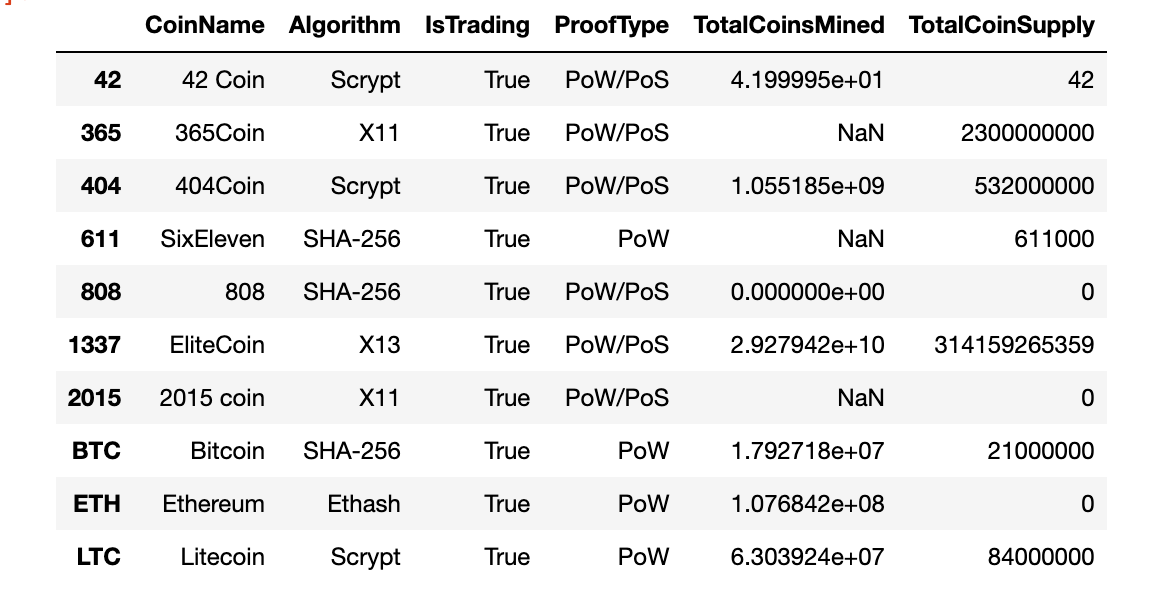 ]
CoinName Algorithm IsTrading ProofType TotalCoinsMined TotalCoinSupply
42 42 Coin Scrypt True PoW/PoS 4.199995e+01 42
365 365Coin X11 True PoW/PoS NaN 2300000000
404 404Coin Scrypt True PoW/PoS 1.055185e+09 532000000
611 SixEleven SHA-256 True PoW NaN 611000
808 808 SHA-256 True PoW/PoS 0.000000e+00 0
1337 EliteCoin X13 True PoW/PoS 2.927942e+10 314159265359
2015 2015 coin X11 True PoW/PoS NaN 0
BTC Bitcoin SHA-256 True PoW 1.792718e+07 21000000
ETH Ethereum Ethash True PoW 1.076842e+08 0
LTC Litecoin Scrypt True PoW 6.303924e+07 84000000